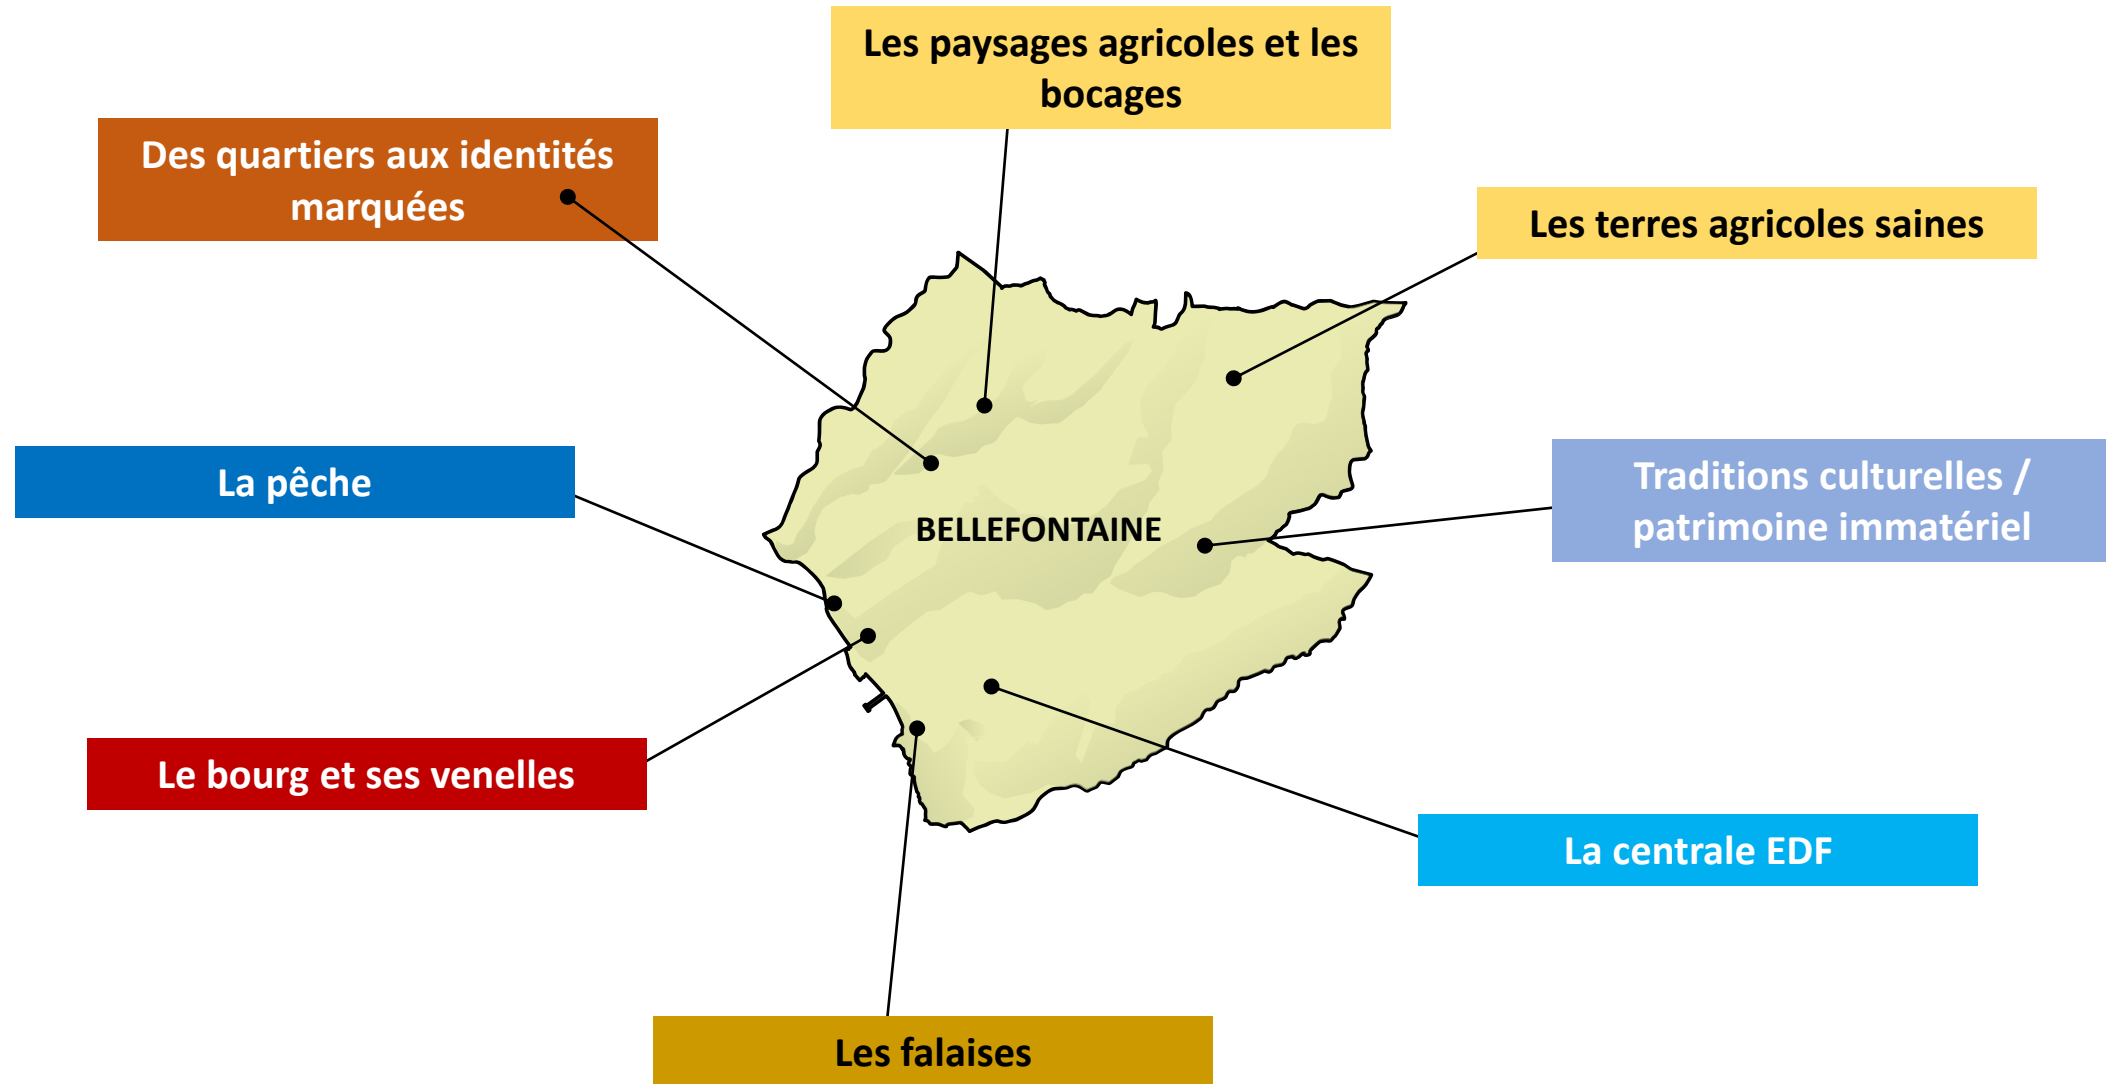 Les paysages agricoles et les
bocages
Des quartiers aux identités
marquées
Les terres agricoles saines
La pêche
Traditions culturelles /
patrimoine immatériel
BELLEFONTAINE
Le bourg et ses venelles
La centrale EDF
Les falaises